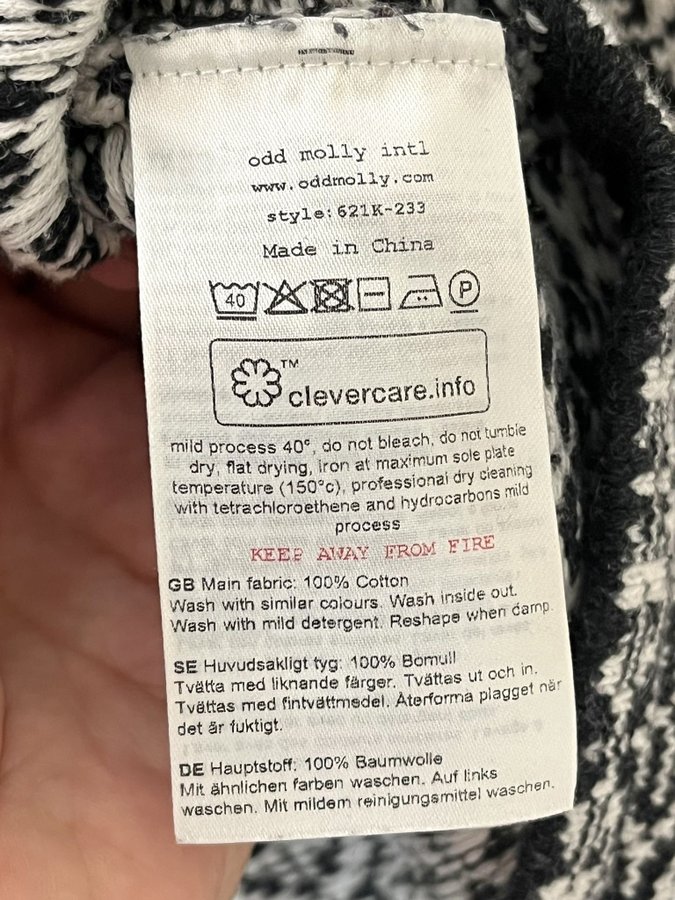 odd molly intl
www.oddmolly.com
style:621K-233
Made in China
40 P
™
clevercare.info
mild process 40°, do not bleach, do not tumble
dry, flat drying, iron at maximum sole plate
temperature (150°c), professional dry cleaning
with tetrachloroethene and hydrocarbons mild
process
KEEP AWAY FROM FIRE
GB Main fabric: 100% Cotton
Wash with similar colours. Wash inside out.
Wash with mild detergent. Reshape when damp.
SE Huvudsakligt tyg: 100% Bomull
Tvätta med liknande färger. Tvättas ut och in.
Tvättas med fintvättmedel. Återforma plagget när
det är fuktigt.
DE Hauptstoff: 100% Baumwolle
Mit ähnlichen farben waschen. Auf links
waschen. Mit mildem reinigungsmittel waschen.